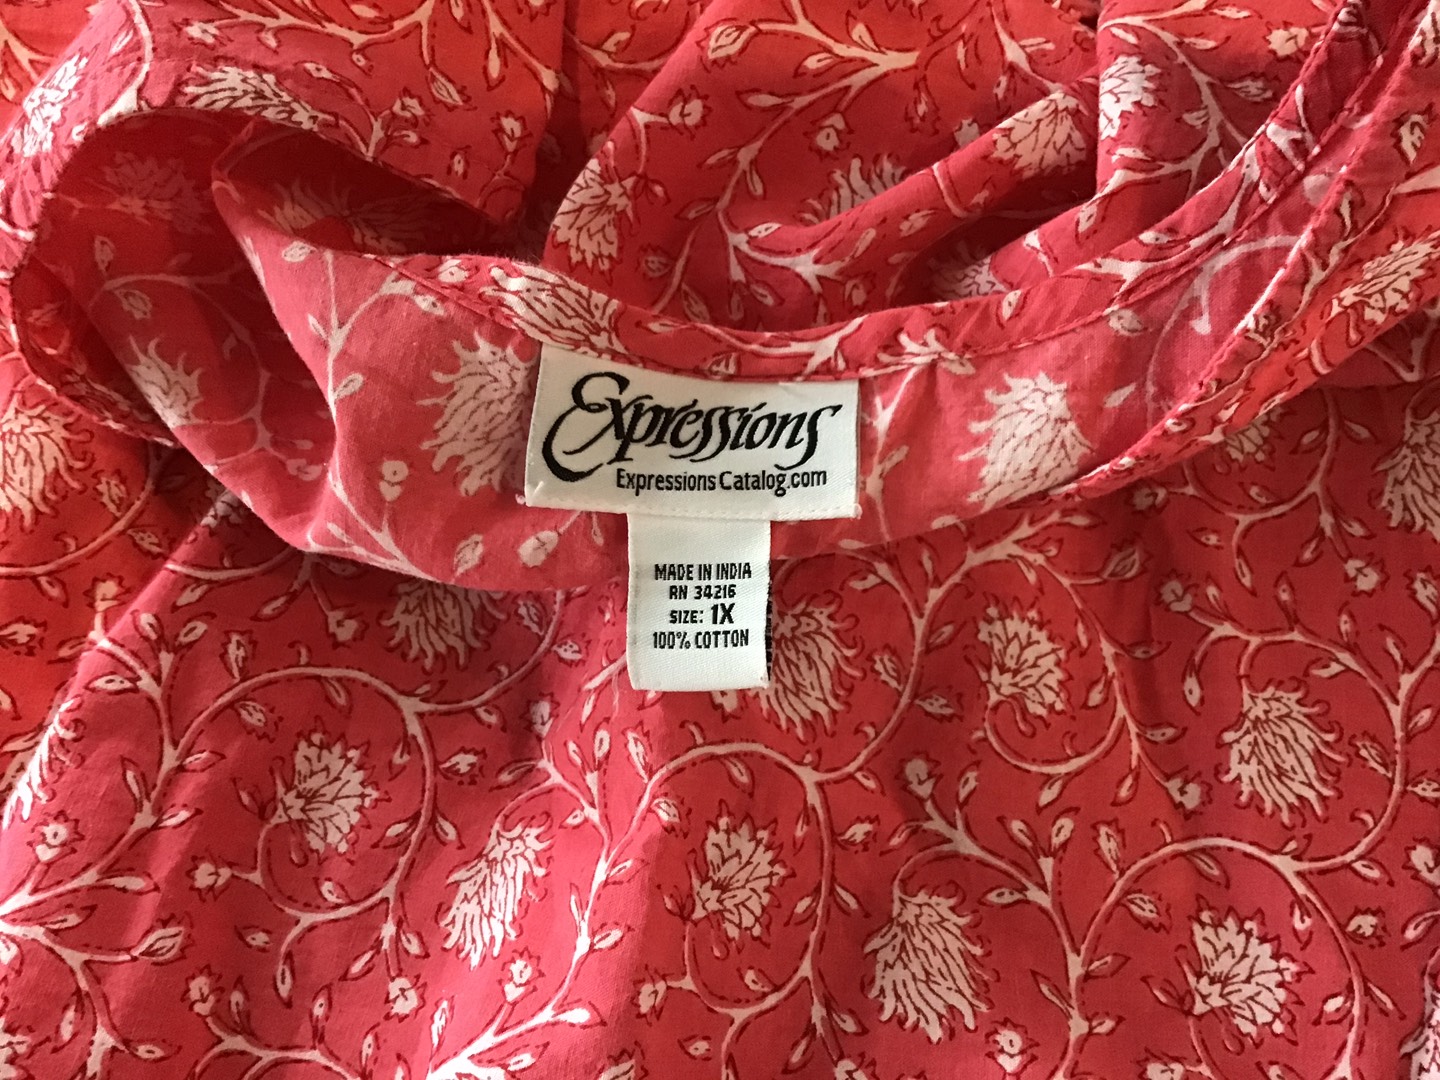 Expressions
ExpressionsCatalog.com
MADE IN INDIA
RN 34216
SIZE: 1X
100% COTTON